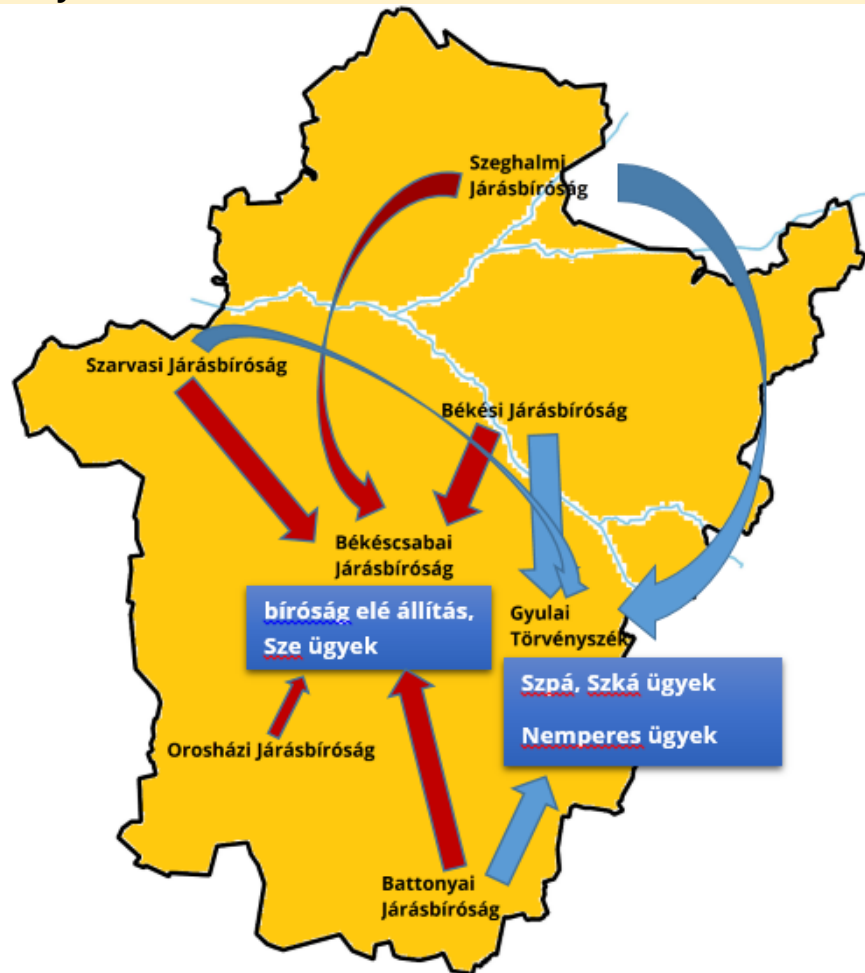 Szeghalmi
Járásbíróság
Szarvasi Járásbíróság
Békési Járásbíróság
Békéscsabai
Járásbíróság
bíróság elé állítás,
Sze ügyek
Gyulai
Törvényszék
Szpá, Szká ügyek
Nemperes ügyek
Orosházi Járásbíróság
Battonyai
Járásbíróság